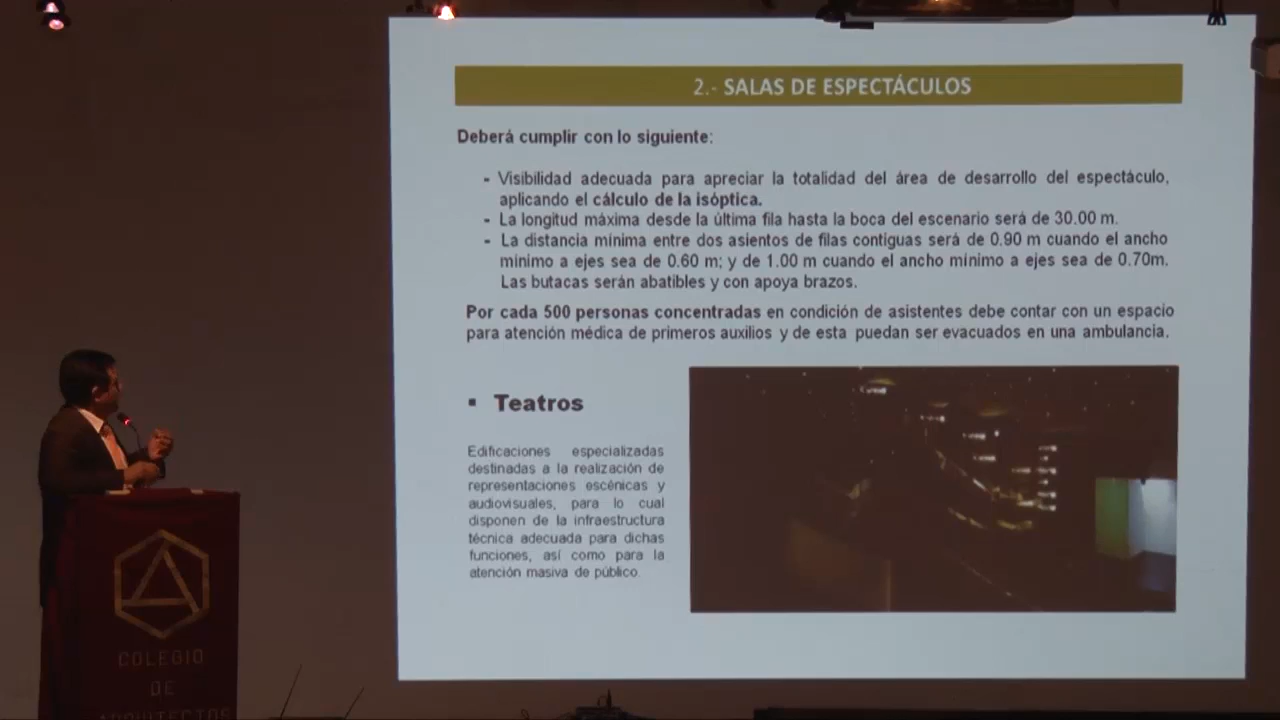 2.- SALAS DE ESPECTÁCULOS
Deberá cumplir con lo siguiente:
- Visibilidad adecuada para apreciar la totalidad del área de desarrollo del espectáculo,
aplicando el cálculo de la isóptica.
- La longitud máxima desde la última fila hasta la boca del escenario será de 30.00 m.
- La distancia mínima entre dos asientos de filas contiguas será de 0.90 m cuando el ancho
mínimo a ejes sea de 0.60 m; y de 1.00 m cuando el ancho mínimo a ejes sea de 0.70m.
Las butacas serán abatibles y con apoya brazos.
Por cada 500 personas concentradas en condición de asistentes debe contar con un espacio
para atención médica de primeros auxilios y de esta puedan ser evacuados en una ambulancia.
▪ Teatros
Edificaciones especializadas
destinadas a la realización de
representaciones escénicas y
audiovisuales, para lo cual
disponen de la infraestructura
técnica adecuada para dichas
funciones, así como para la
atención masiva de público.
COLEGIO
DE
ARQUITECTOS